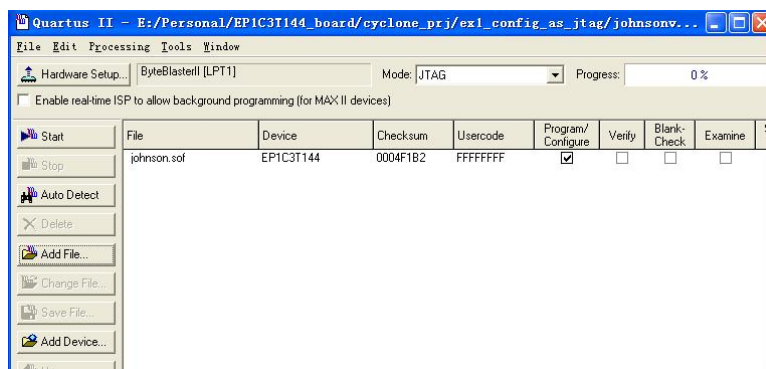 Quartus II - E:/Personal/EP1C3T144_board/cyclone_prj/ex1_config_as_jtag/johnsonv...
File Edit Processing Tools Window
Hardware Setup... ByteBlasterII [LPT1] Mode: JTAG Progress: 0 %
Enable real-time ISP to allow background programming (for MAX II devices)
Start
Stop
Auto Detect
Delete
Add File...
Change File...
Save File...
Add Device...
File Device Checksum Usercode Program/ Configure Verify Blank- Check Examine
johnson.sof EP1C3T144 0004F1B2 FFFFFFFF